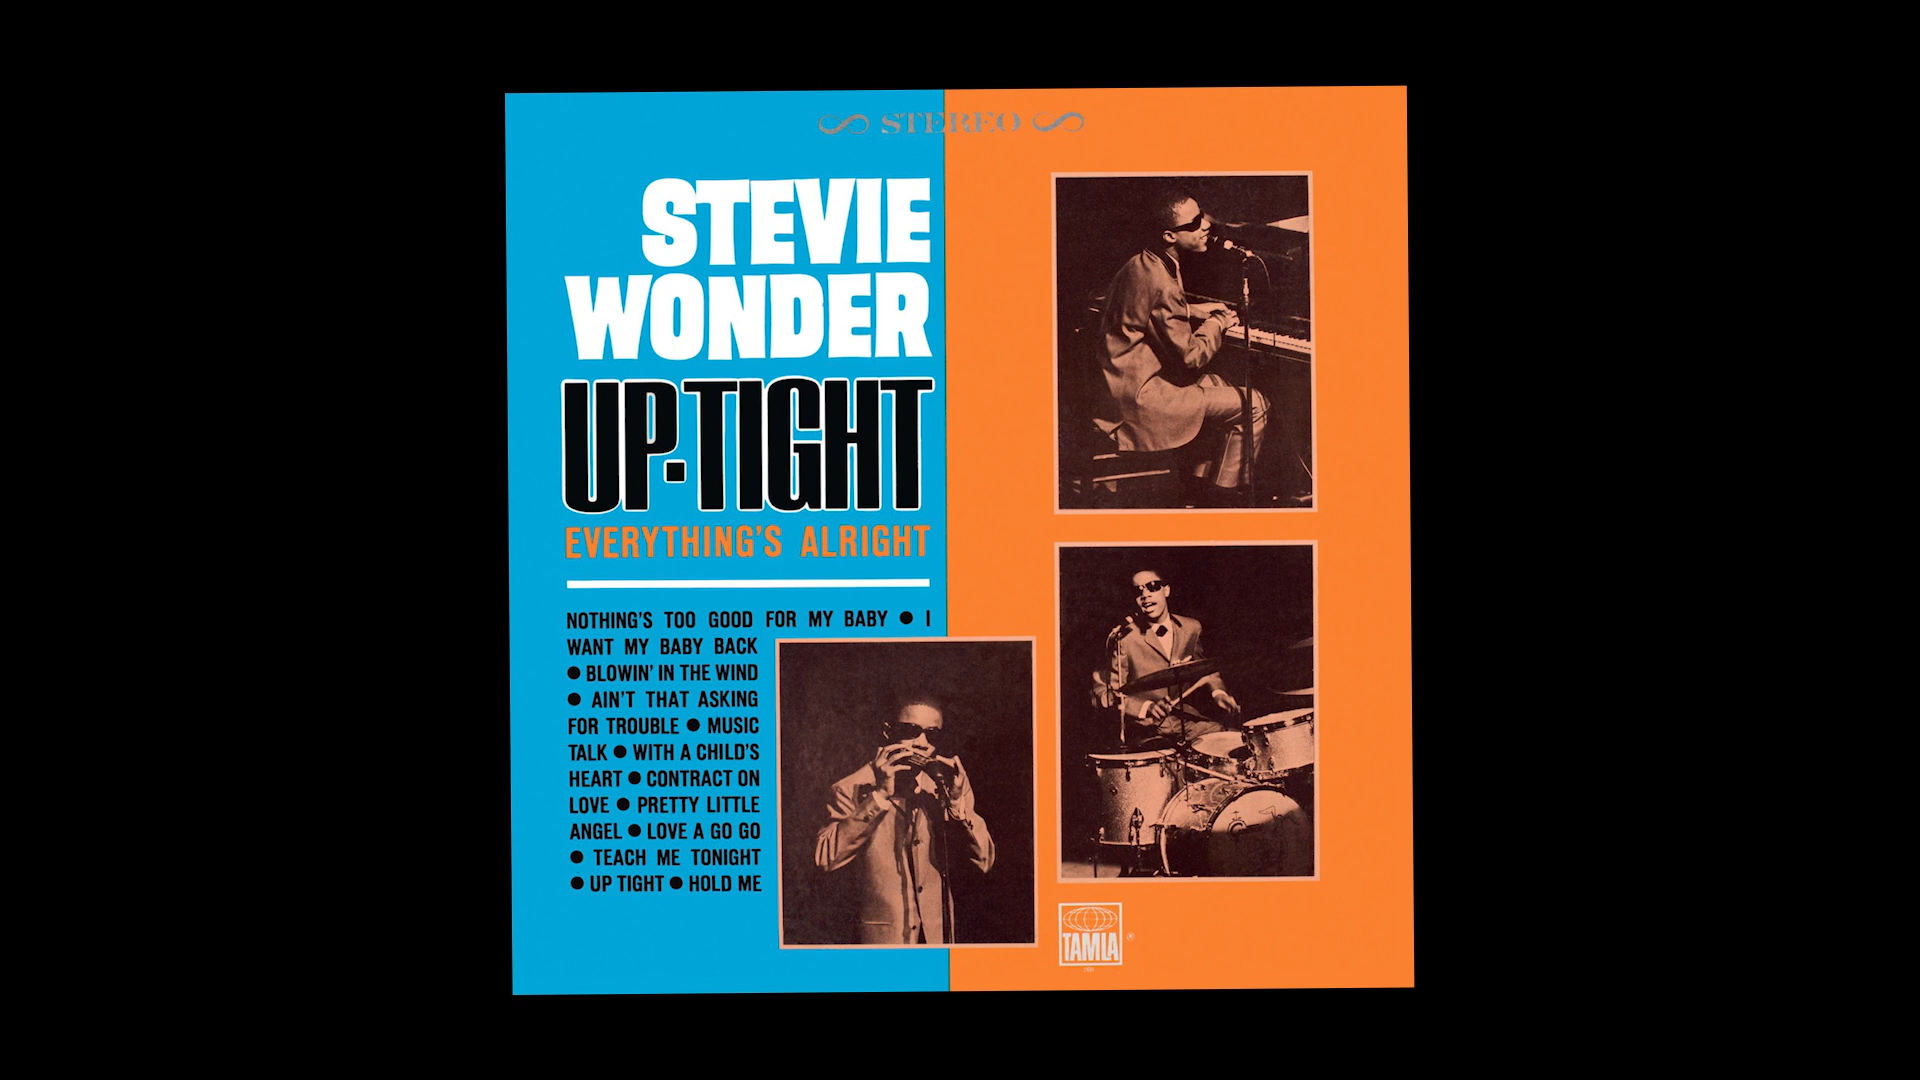 STEREO
STEVIE
WONDER
UP-TIGHT
EVERYTHING'S ALRIGHT
NOTHING'S TOO GOOD FOR MY BABY ● I
WANT MY BABY BACK
● BLOWIN' IN THE WIND
● AIN'T THAT ASKING
FOR TROUBLE ● MUSIC
TALK ● WITH A CHILD'S
HEART ● CONTRACT ON
LOVE ● PRETTY LITTLE
ANGEL ● LOVE A GO GO
● TEACH ME TONIGHT
● UP TIGHT ● HOLD ME
TAMLA